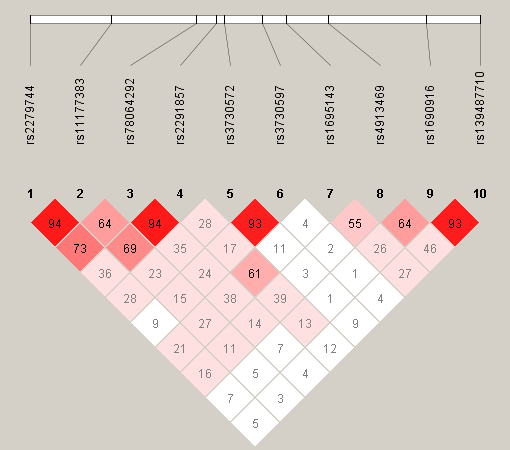 rs2279744
rs11177383
rs78064292
rs2291857
rs3730572
rs3730597
rs1695143
rs4913469
rs1690916
rs139487710
1 2 3 4 5 6 7 8 9 10
94 64 94 28 93 4 55 64 93
73 69 35 17 11 2 26 46
36 23 24 61 3 1 27
28 15 38 39 1 4
9 27 14 13 9
21 11 7 12
16 5 4
7 3
5